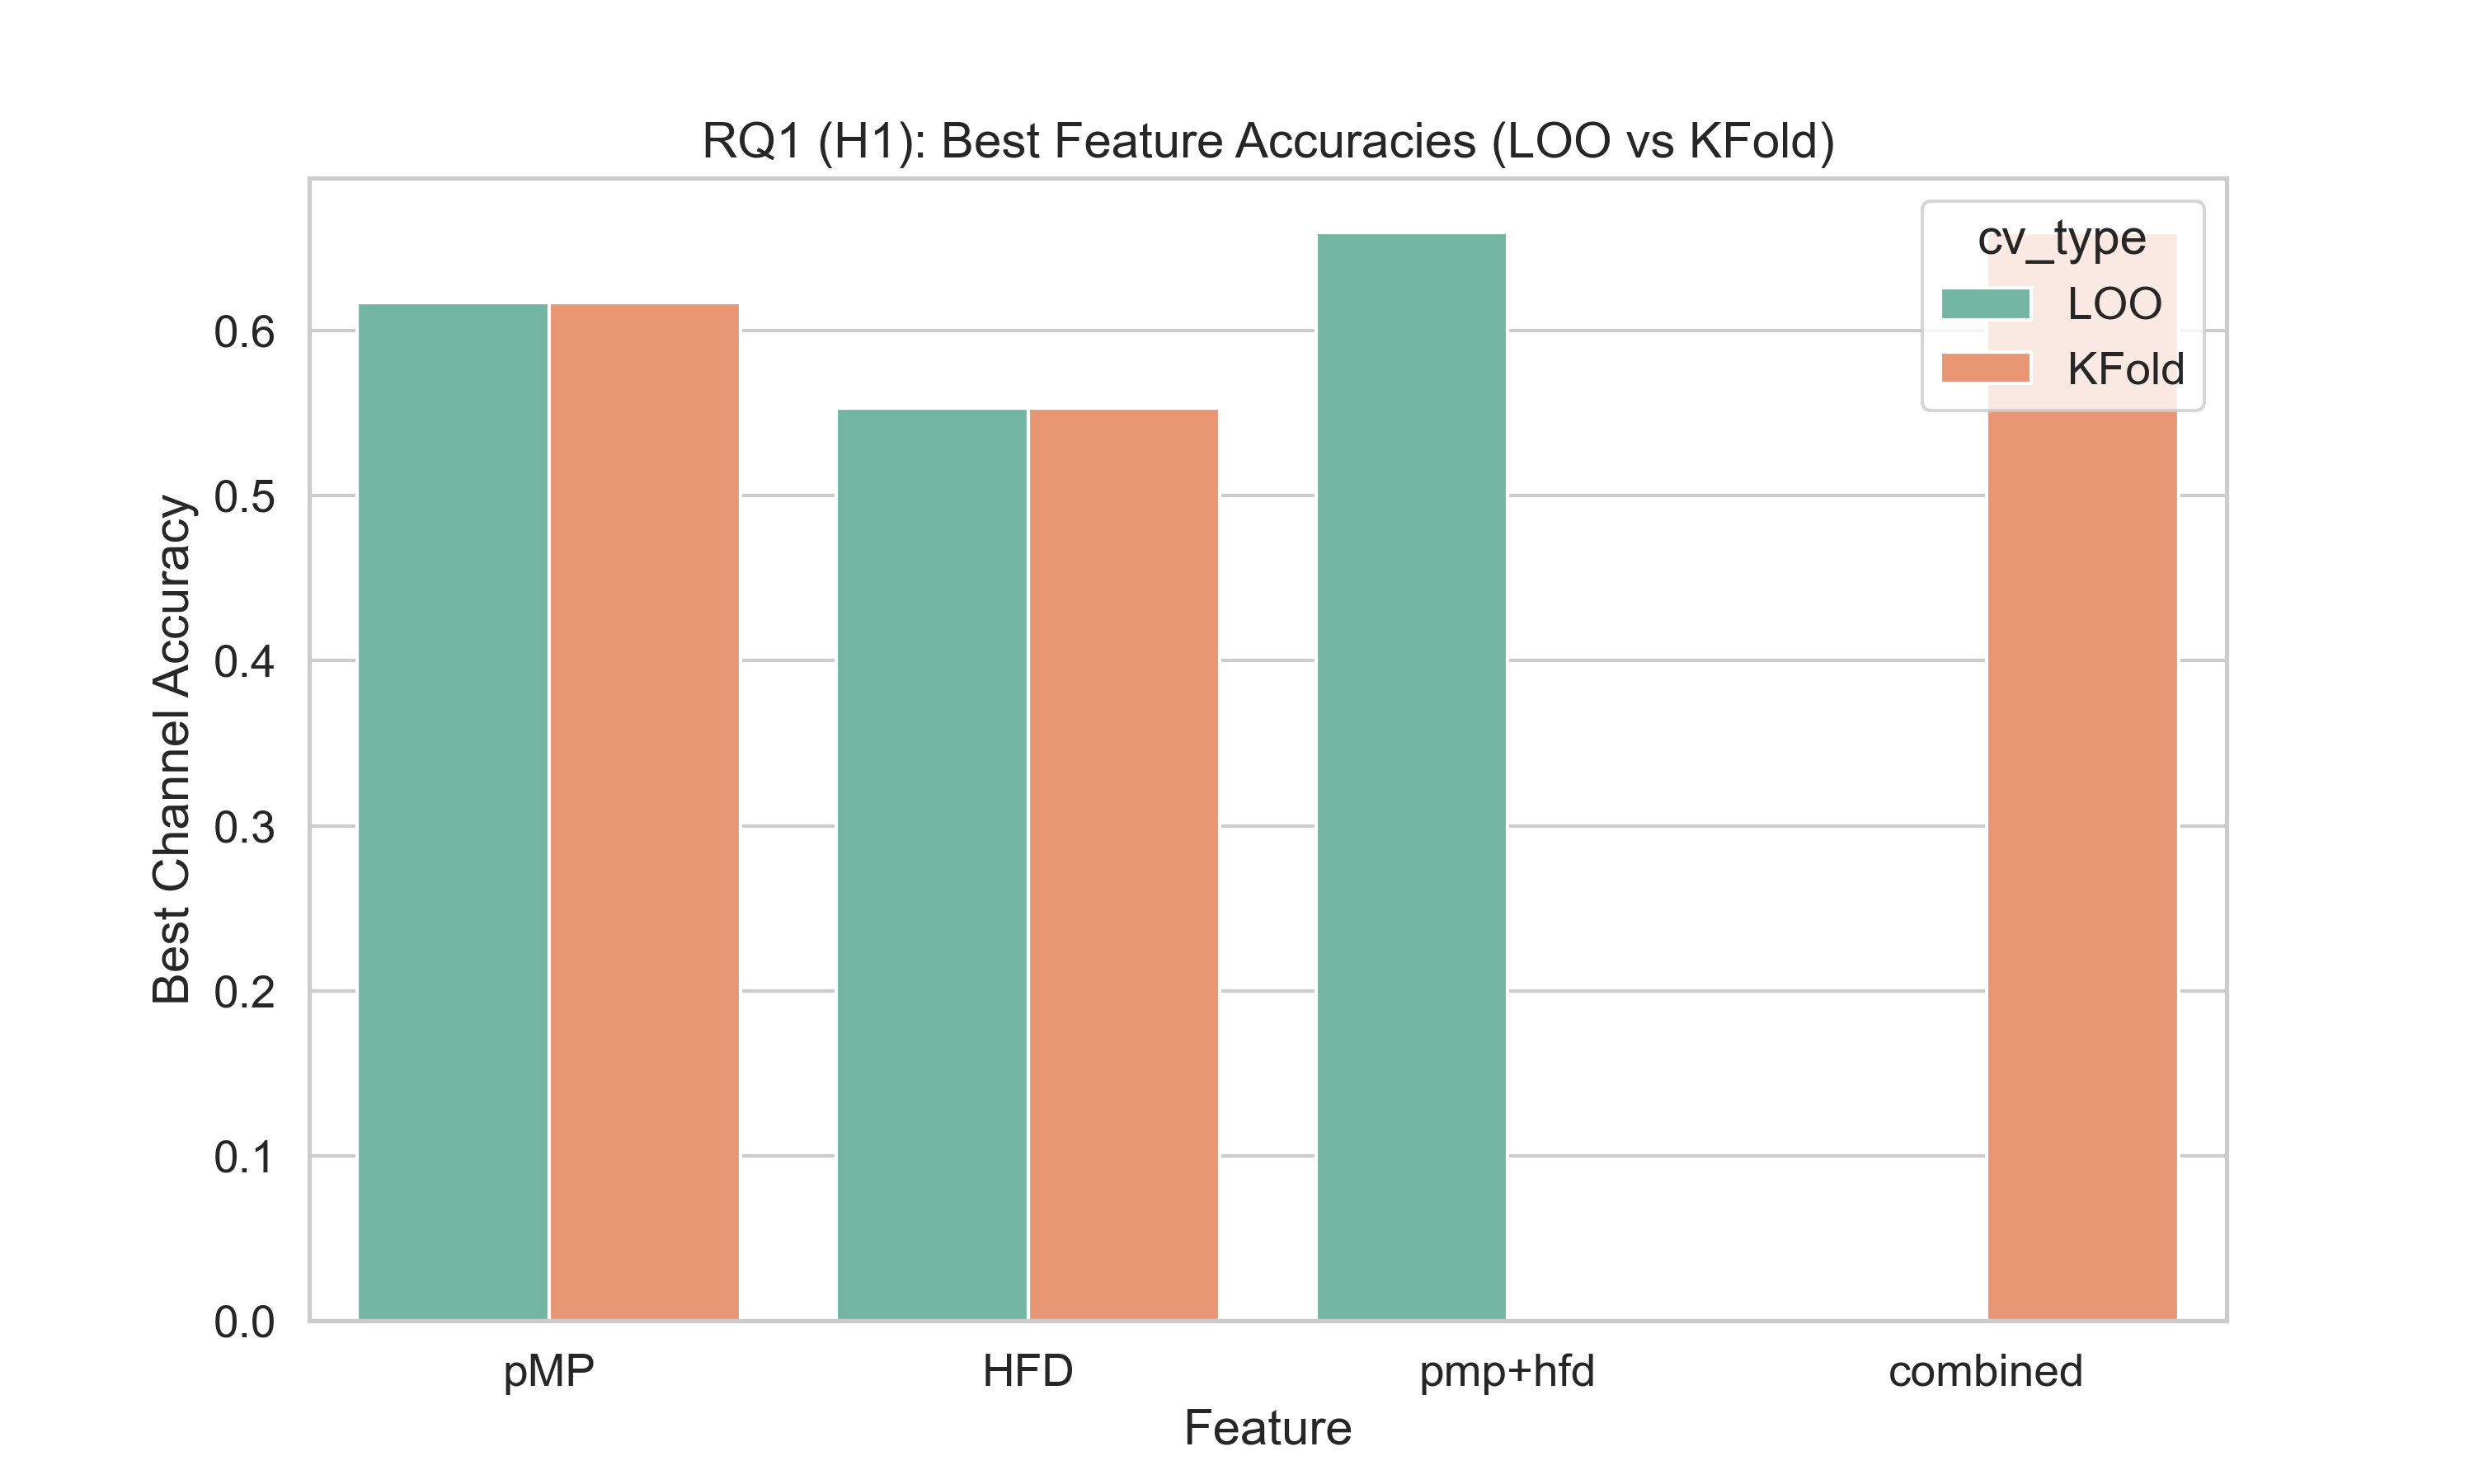 RQ1 (H1): Best Feature Accuracies (LOO vs KFold)
cv_type
LOO
KFold
Best Channel Accuracy
0.6
0.5
0.4
0.3
0.2
0.1
0.0
pMP
HFD
pmp+hfd
combined
Feature